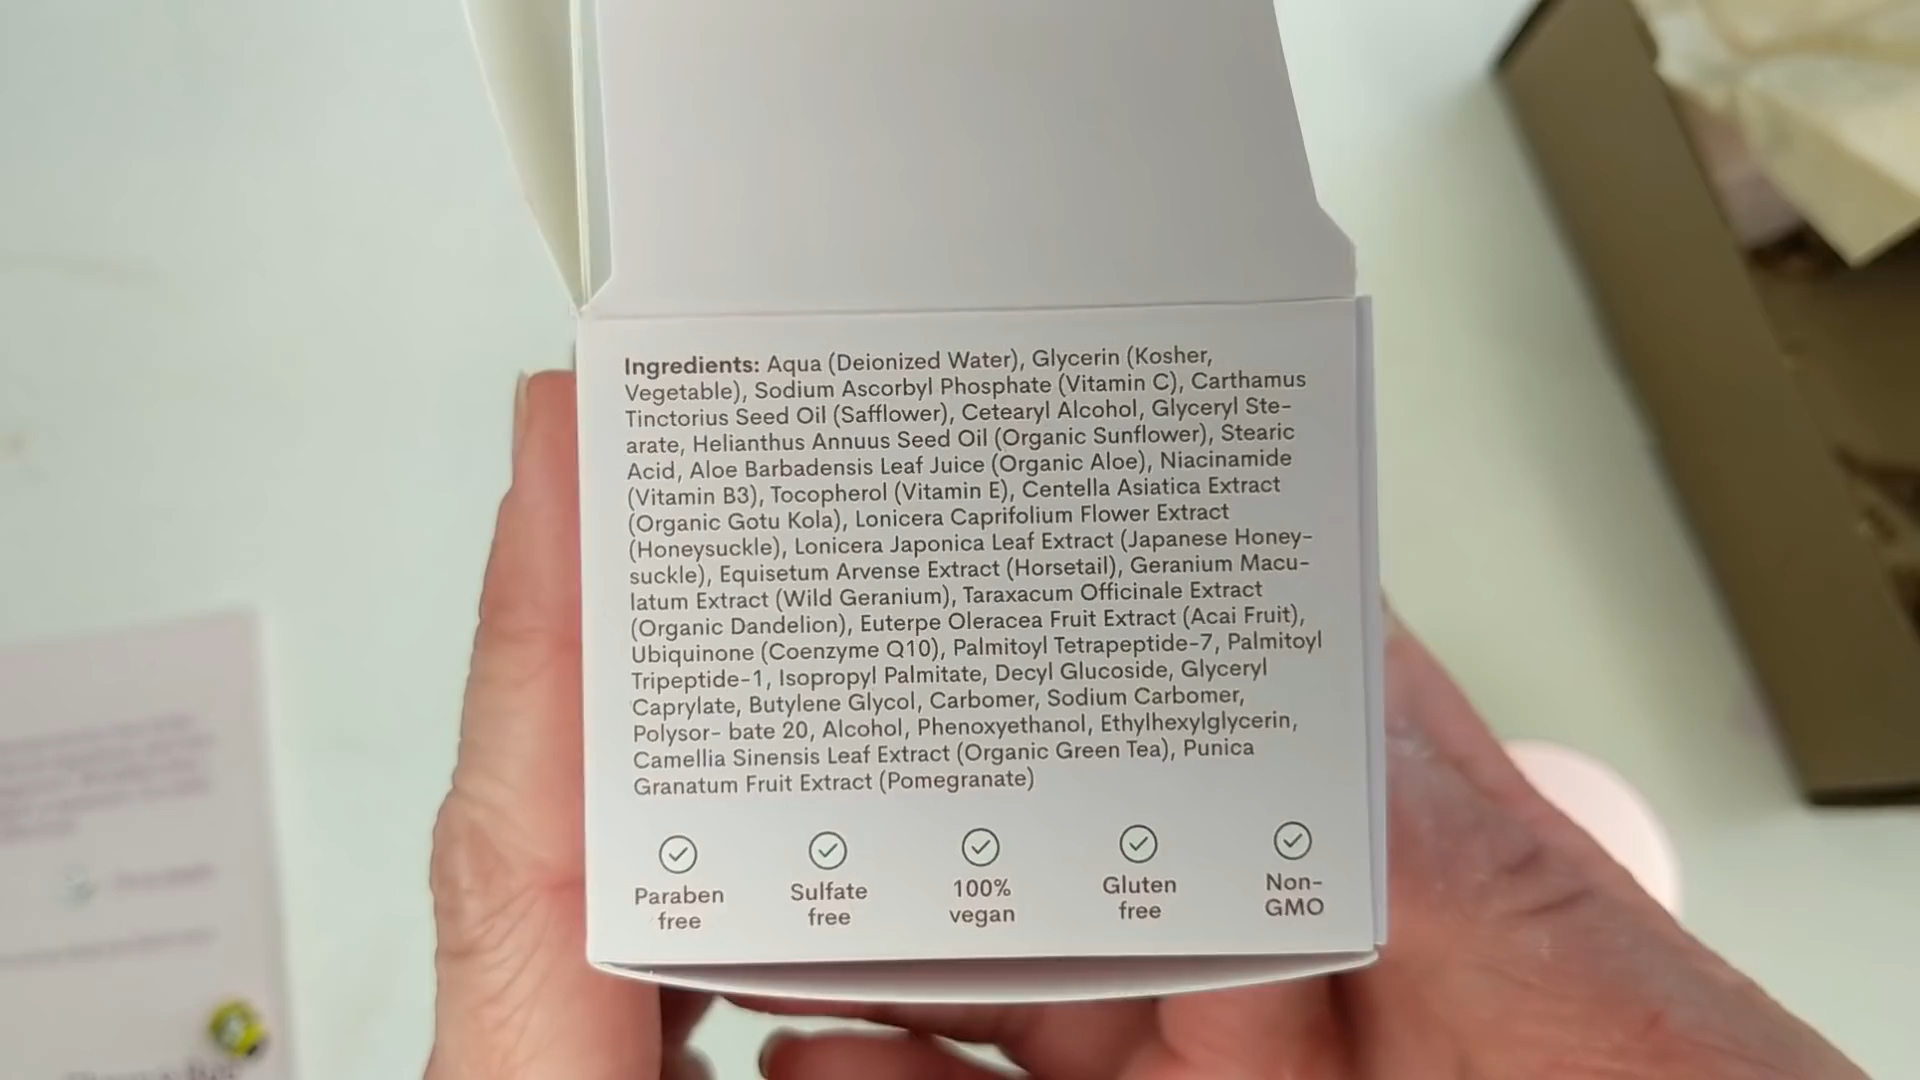 Ingredients: Aqua (Deionized Water), Glycerin (Kosher,
Vegetable), Sodium Ascorbyl Phosphate (Vitamin C), Carthamus
Tinctorius Seed Oil (Safflower), Cetearyl Alcohol, Glyceryl Ste-
arate, Helianthus Annuus Seed Oil (Organic Sunflower), Stearic
Acid, Aloe Barbadensis Leaf Juice (Organic Aloe), Niacinamide
(Vitamin B3), Tocopherol (Vitamin E), Centella Asiatica Extract
(Organic Gotu Kola), Lonicera Caprifolium Flower Extract
(Honeysuckle), Lonicera Japonica Leaf Extract (Japanese Honey-
suckle), Equisetum Arvense Extract (Horsetail), Geranium Macu-
latum Extract (Wild Geranium), Taraxacum Officinale Extract
(Organic Dandelion), Euterpe Oleracea Fruit Extract (Acai Fruit),
Ubiquinone (Coenzyme Q10), Palmitoyl Tetrapeptide-7, Palmitoyl
Tripeptide-1, Isopropyl Palmitate, Decyl Glucoside, Glyceryl
Caprylate, Butylene Glycol, Carbomer, Sodium Carbomer,
Polysor- bate 20, Alcohol, Phenoxyethanol, Ethylhexylglycerin,
Camellia Sinensis Leaf Extract (Organic Green Tea), Punica
Granatum Fruit Extract (Pomegranate)
Paraben free
Sulfate free
100% vegan
Gluten free
Non-GMO